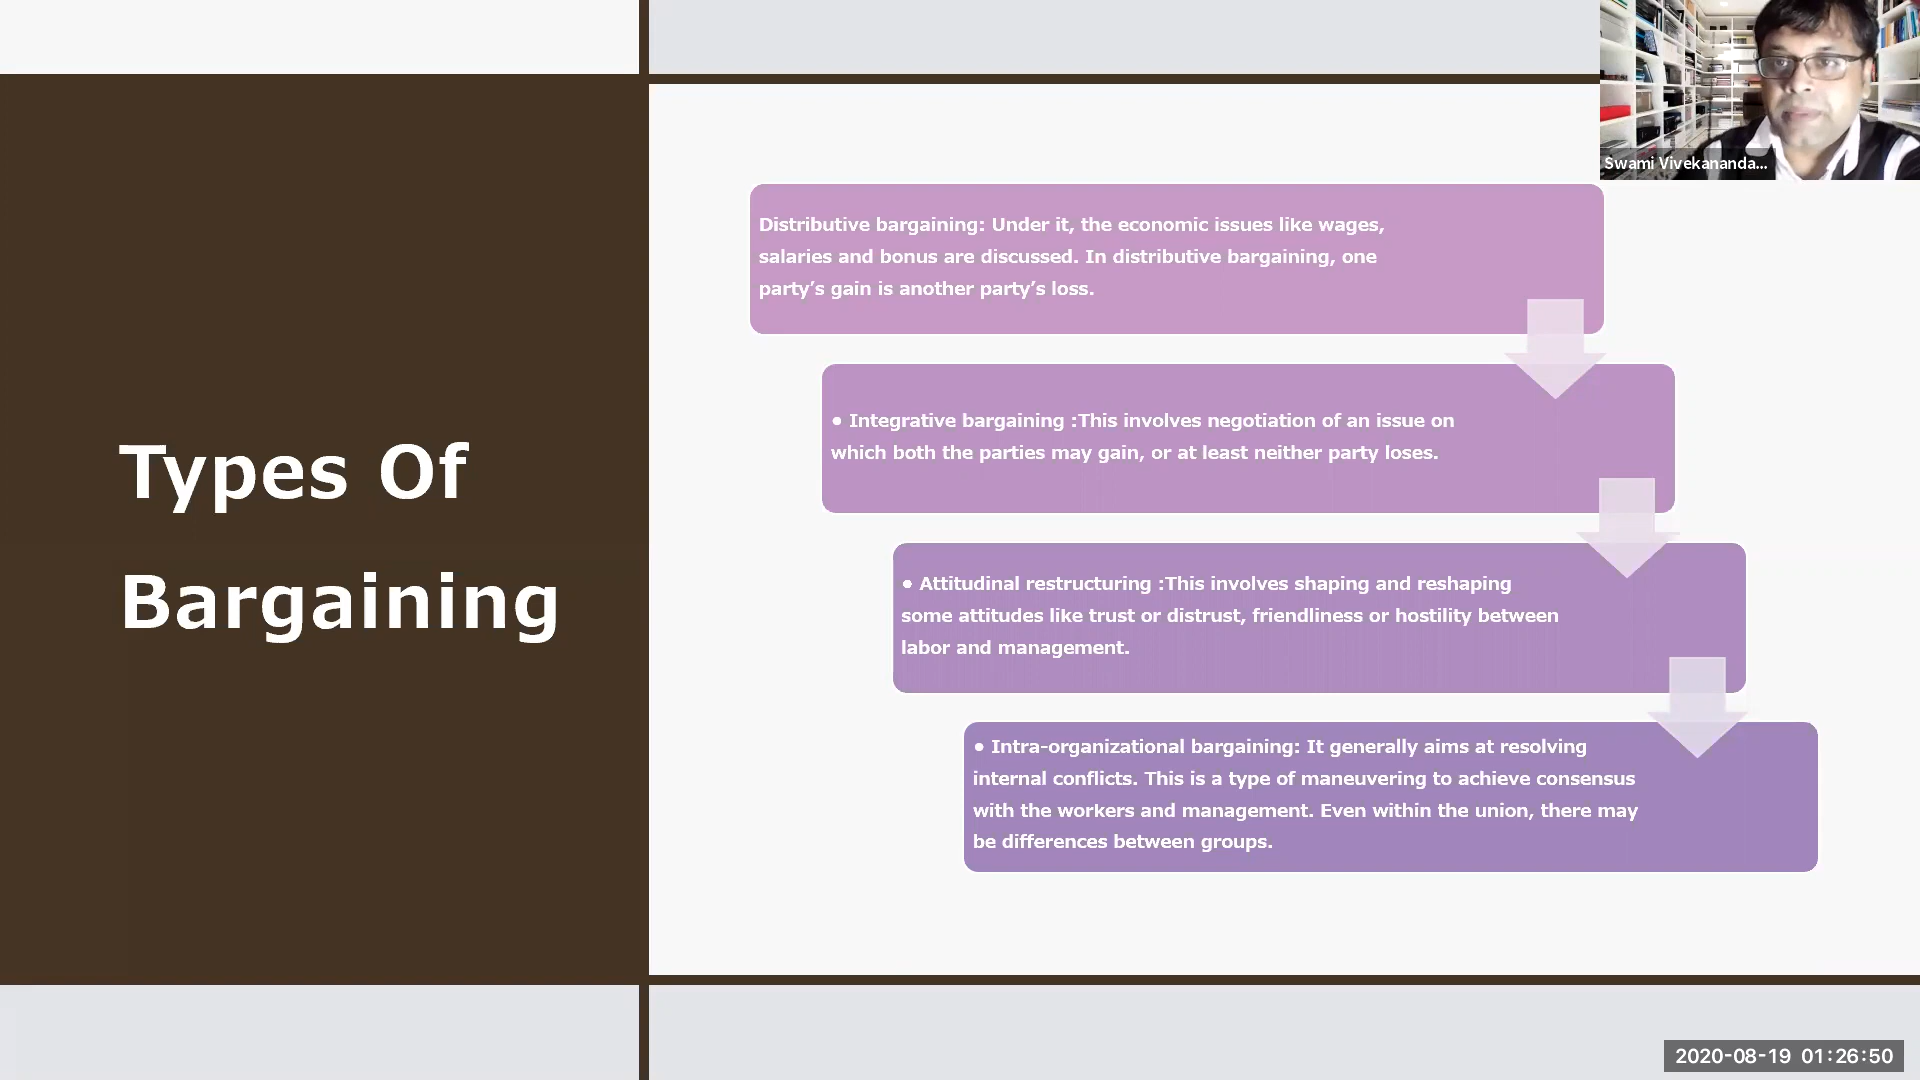 Types Of
Bargaining
Distributive bargaining: Under it, the economic issues like wages,
salaries and bonus are discussed. In distributive bargaining, one
party’s gain is another party’s loss.
• Integrative bargaining :This involves negotiation of an issue on
which both the parties may gain, or at least neither party loses.
• Attitudinal restructuring :This involves shaping and reshaping
some attitudes like trust or distrust, friendliness or hostility between
labor and management.
• Intra-organizational bargaining: It generally aims at resolving
internal conflicts. This is a type of maneuvering to achieve consensus
with the workers and management. Even within the union, there may
be differences between groups.
Swami Vivekananda...
2020-08-19 01:26:50